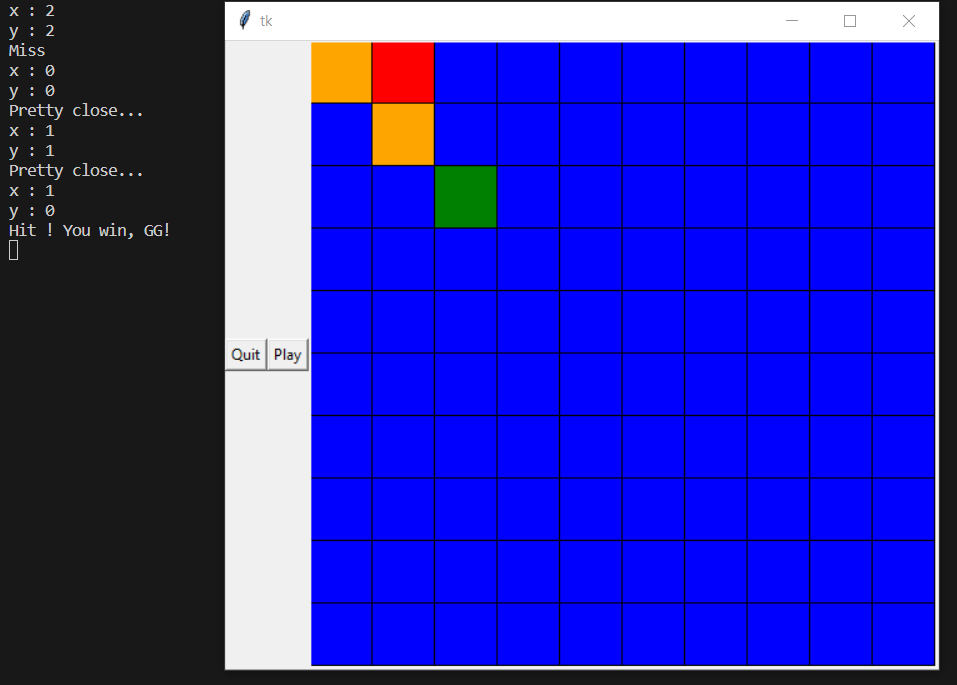 x : 2
y : 2
Miss
x : 0
y : 0
Pretty close...
x : 1
y : 1
Pretty close...
x : 1
y : 0
Hit ! You win, GG!
tk
Quit
Play